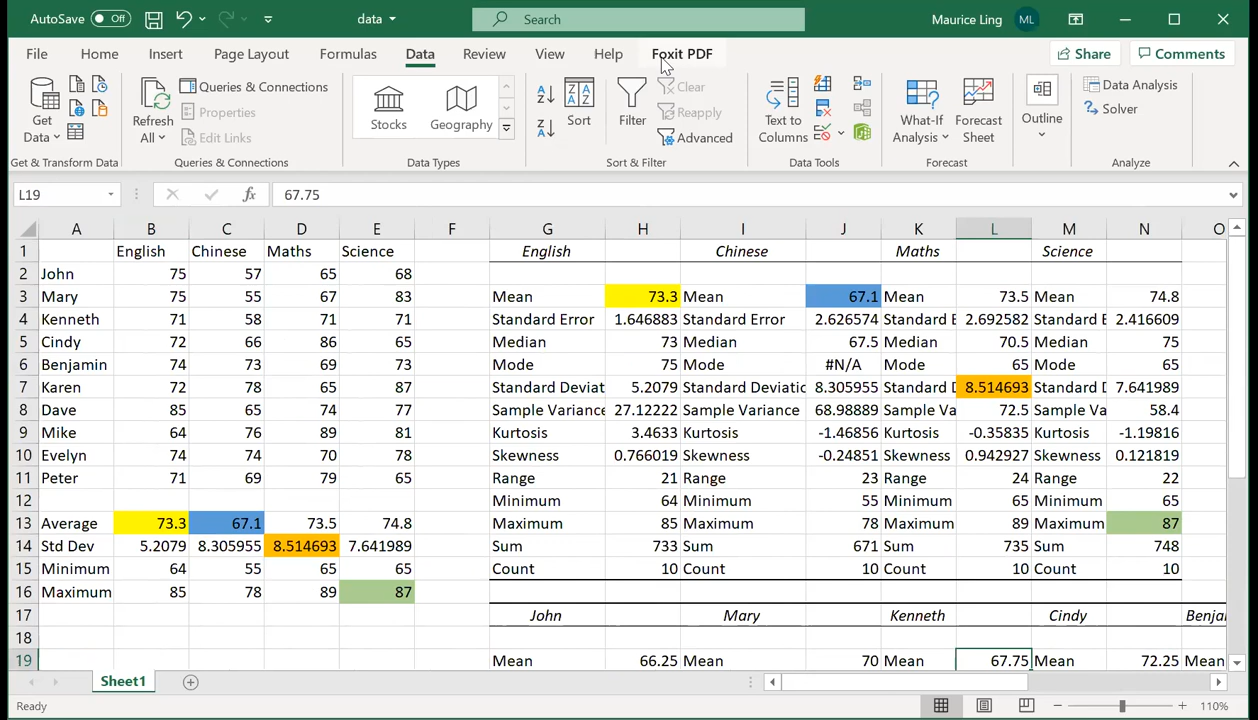 AutoSave Off data Search Maurice Ling ML
File Home Insert Page Layout Formulas Data Review View Help Foxit PDF Share Comments
Get Data
Refresh All
Queries & Connections
Properties
Edit Links
Stocks Geography
Sort Filter
Clear
Reapply
Advanced
Text to Columns
What-If Analysis
Forecast Sheet
Outline
Data Analysis
Solver
Get & Transform Data Queries & Connections Data Types Sort & Filter Data Tools Forecast Analyze
L19 fx 67.75
A B C D E F G H I J K L M N O
1 English Chinese Maths Science English Chinese Maths Science
2 John 75 57 65 68
3 Mary 75 55 67 83 Mean 73.3 Mean 67.1 Mean 73.5 Mean 74.8
4 Kenneth 71 58 71 71 Standard Error 1.646883 Standard Error 2.626574 Standard E 2.692582 Standard E 2.416609
5 Cindy 72 66 86 65 Median 73 Median 67.5 Median 70.5 Median 75
6 Benjamin 74 73 69 73 Mode 75 Mode #N/A Mode 65 Mode 65
7 Karen 72 78 65 87 Standard Deviat 5.2079 Standard Deviatic 8.305955 Standard D 8.514693 Standard D 7.641989
8 Dave 85 65 74 77 Sample Variance 27.12222 Sample Variance 68.98889 Sample Va 72.5 Sample Va 58.4
9 Mike 64 76 89 81 Kurtosis 3.4633 Kurtosis -1.46856 Kurtosis -0.35835 Kurtosis -1.19816
10 Evelyn 74 74 70 78 Skewness 0.766019 Skewness -0.24851 Skewness 0.942927 Skewness 0.121819
11 Peter 71 69 79 65 Range 21 Range 23 Range 24 Range 22
12 Minimum 64 Minimum 55 Minimum 65 Minimum 65
13 Average 73.3 67.1 73.5 74.8 Maximum 85 Maximum 78 Maximum 89 Maximum 87
14 Std Dev 5.2079 8.305955 8.514693 7.641989 Sum 733 Sum 671 Sum 735 Sum 748
15 Minimum 64 55 65 65 Count 10 Count 10 Count 10 Count 10
16 Maximum 85 78 89 87
17 John Mary Kenneth Cindy Benja
18
19 Mean 66.25 Mean 70 Mean 67.75 Mean 72.25 Mean
Sheet1
Ready 110%